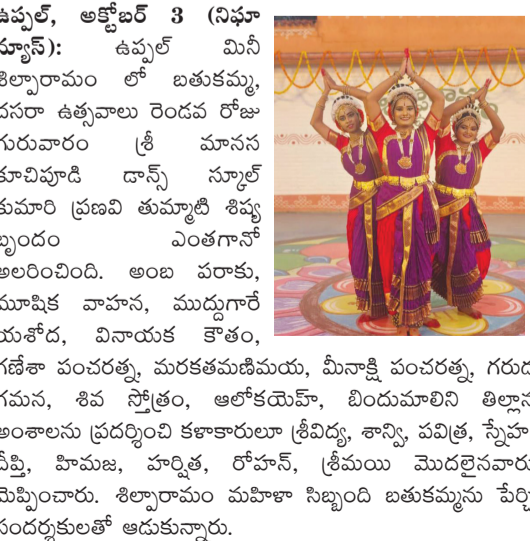 ఉప్పల్, అక్టోబర్ 3 (నిఘా
న్యూస్): ఉప్పల్ మినీ
శిల్పారామం లో బతుకమ్మ,
దసరా ఉత్సవాలు రెండవ రోజు
గురువారం శ్రీ మానస
కూచిపూడి డాన్స్ స్కూల్
కుమారి ప్రణవి తుమ్మాటి శిష్య
బృందం ఎంతగానో
అలరించింది. అంబ పరాకు,
మూషిక వాహన, ముద్దుగారే
యశోద, వినాయక కౌతం,
గణేశా పంచరత్న, మరకతమణిమయ, మీనాక్షి పంచరత్న, గరుడ
గమన, శివ స్తోత్రం, ఆలోకయెహ్, బిందుమాలిని తిల్లాన
అంశాలను ప్రదర్శించి కళాకారులూ శ్రీవిద్య, శాన్వి, పవిత్ర, స్నేహ,
దీప్తి, హిమజ, హర్షిత, రోహన్, శ్రీమయి మొదలైనవారు
మెప్పించారు. శిల్పారామం మహిళా సిబ్బంది బతుకమ్మను పేర్చి
సందర్శకులతో ఆడుకున్నారు.